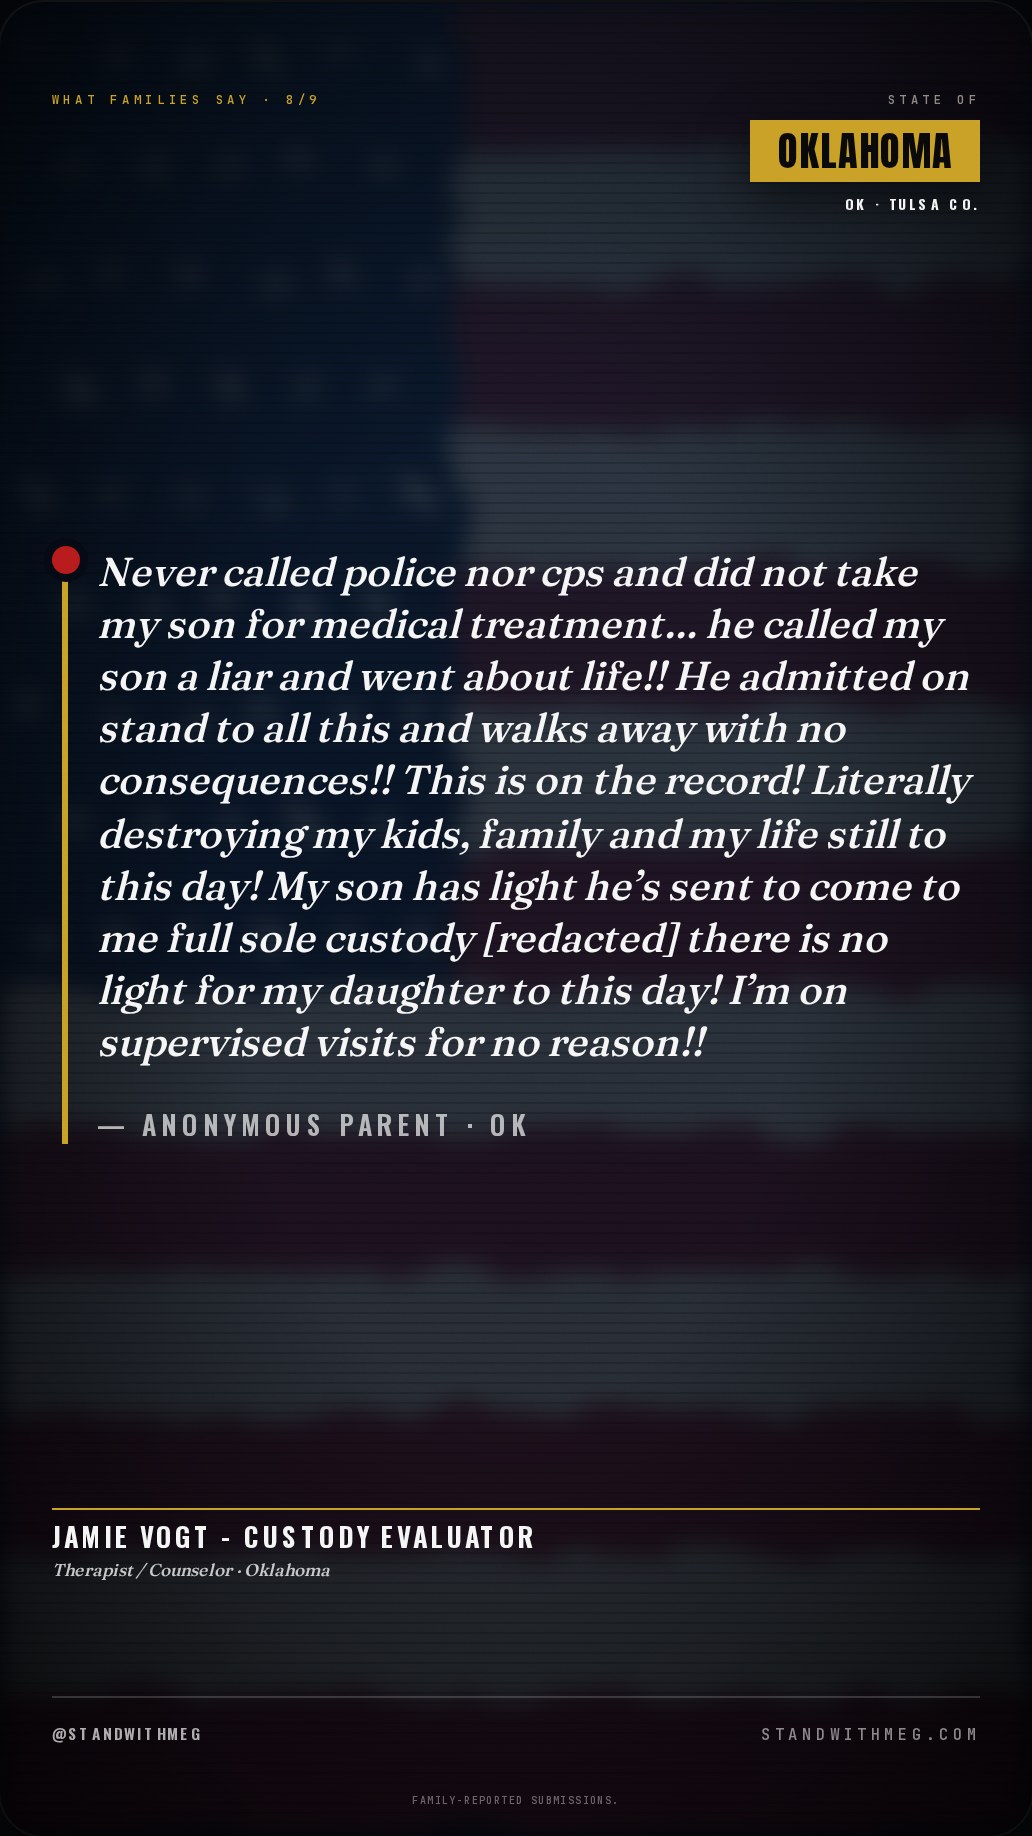 WHAT FAMILIES SAY · 8/9
STATE OF
OKLAHOMA
OK · TULSA CO.
Never called police nor cps and did not take
my son for medical treatment... he called my
son a liar and went about life!! He admitted on
stand to all this and walks away with no
consequences!! This is on the record! Literally
destroying my kids, family and my life still to
this day! My son has light he’s sent to come to
me full sole custody [redacted] there is no
light for my daughter to this day! I’m on
supervised visits for no reason!!
— ANONYMOUS PARENT · OK
JAMIE VOGT - CUSTODY EVALUATOR
Therapist / Counselor · Oklahoma
@STANDWITHMEG
STANDWITHMEG.COM
FAMILY-REPORTED SUBMISSIONS.